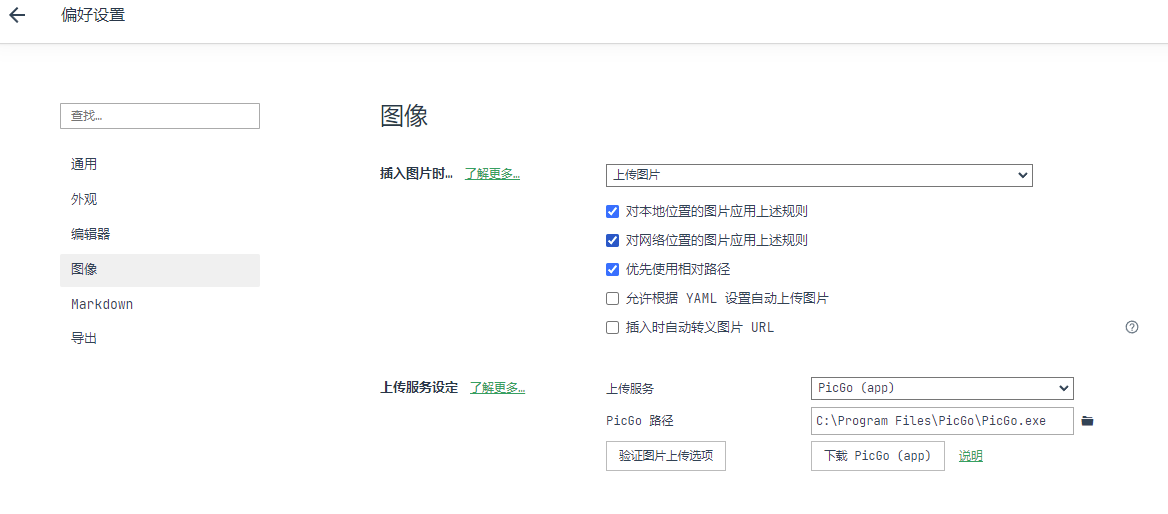 偏好设置
查找…
通用
外观
编辑器
图像
Markdown
导出
图像
插入图片时… 了解更多…
上传图片
对本地位置的图片应用上述规则
对网络位置的图片应用上述规则
优先使用相对路径
允许根据 YAML 设置自动上传图片
插入时自动转义图片 URL
上传服务设定 了解更多…
上传服务 PicGo (app)
PicGo 路径 C:\Program Files\PicGo\PicGo.exe
验证图片上传选项 下载 PicGo (app) 说明